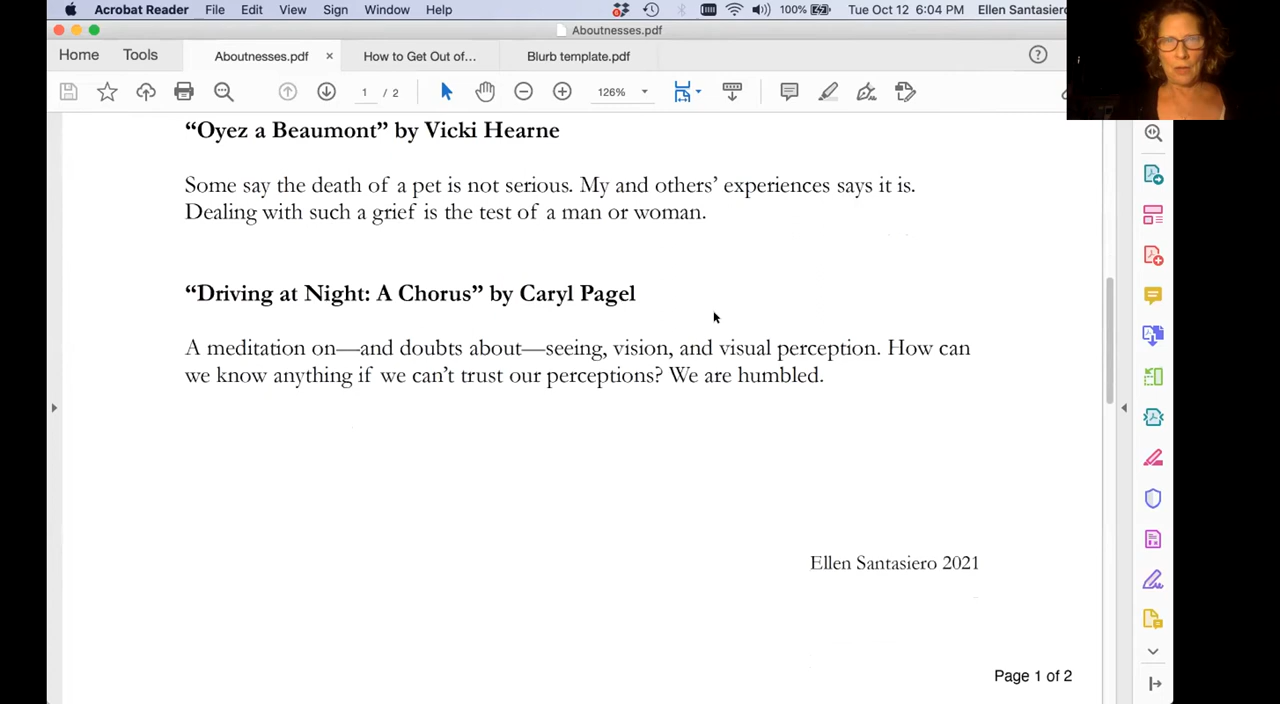 Acrobat Reader File Edit View Sign Window Help 100% Tue Oct 12 6:04 PM Ellen Santasiero
Aboutnesses.pdf
Home Tools Aboutnesses.pdf × How to Get Out of... Blurb template.pdf
1 / 2 126%
“Oyez a Beaumont” by Vicki Hearne
Some say the death of a pet is not serious. My and others’ experiences says it is.
Dealing with such a grief is the test of a man or woman.
“Driving at Night: A Chorus” by Caryl Pagel
A meditation on—and doubts about—seeing, vision, and visual perception. How can
we know anything if we can’t trust our perceptions? We are humbled.
Ellen Santasiero 2021
Page 1 of 2